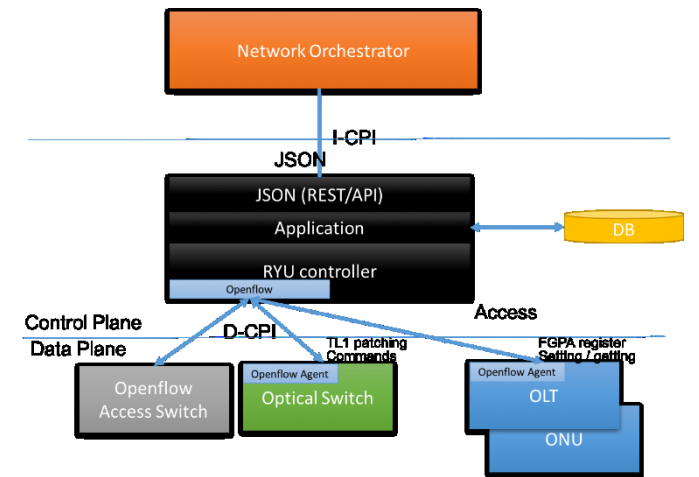 Network Orchestrator
I-CPI
JSON
JSON (REST/API)
Application
DB
RYU controller
Openflow
Access
Control Plane
D-CPI
Data Plane
TL1 patching
Commands
FGPA register
Setting / getting
Openflow
Access Switch
Openflow Agent
Optical Switch
Openflow Agent
OLT
ONU